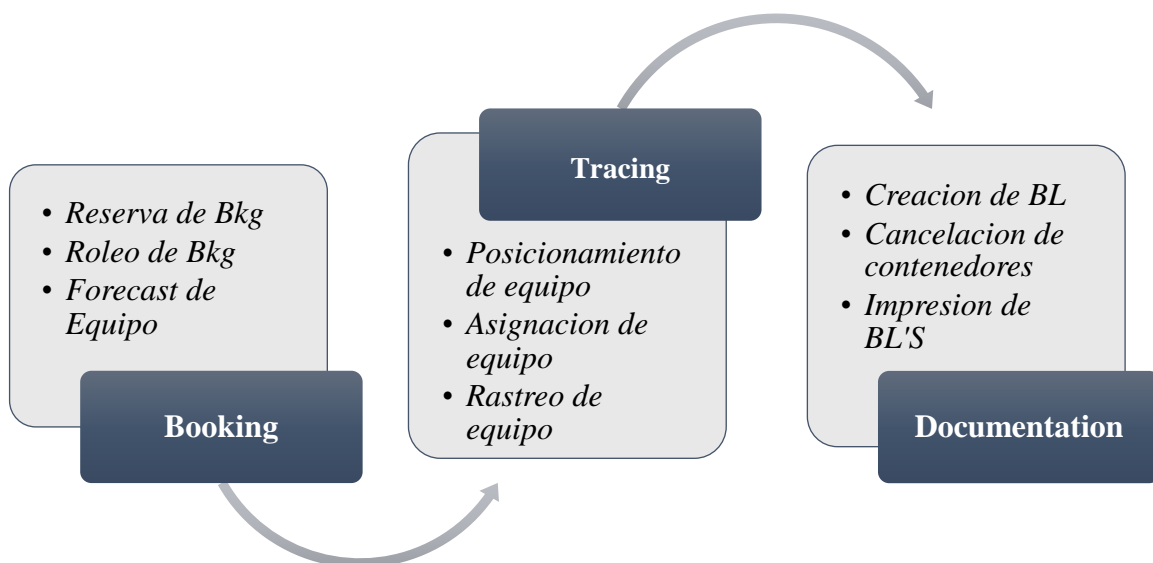 • Reserva de Bkg
• Roleo de Bkg
• Forecast de
Equipo
Booking
Tracing
• Posicionamiento
de equipo
• Asignacion de
equipo
• Rastreo de
equipo
• Creacion de BL
• Cancelacion de
contenedores
• Impresion de
BL'S
Documentation